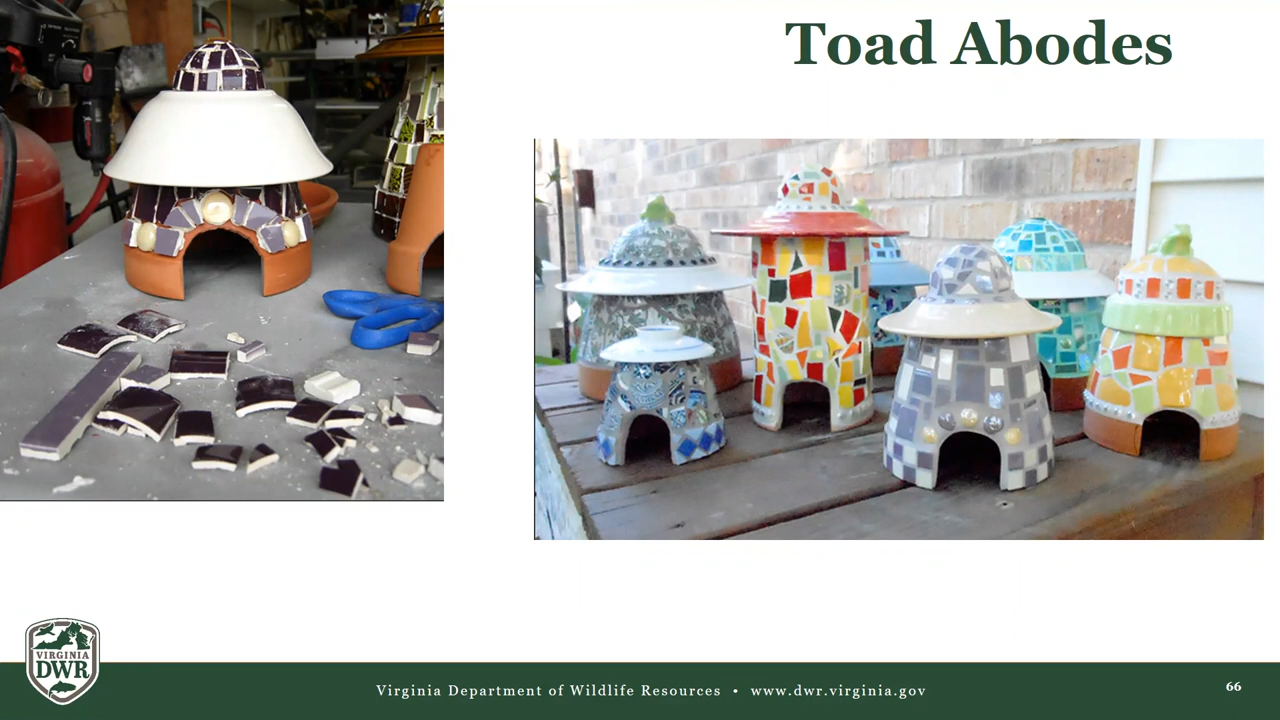 Toad Abodes
VIRGINIA
DWR
Virginia Department of Wildlife Resources • www.dwr.virginia.gov
66